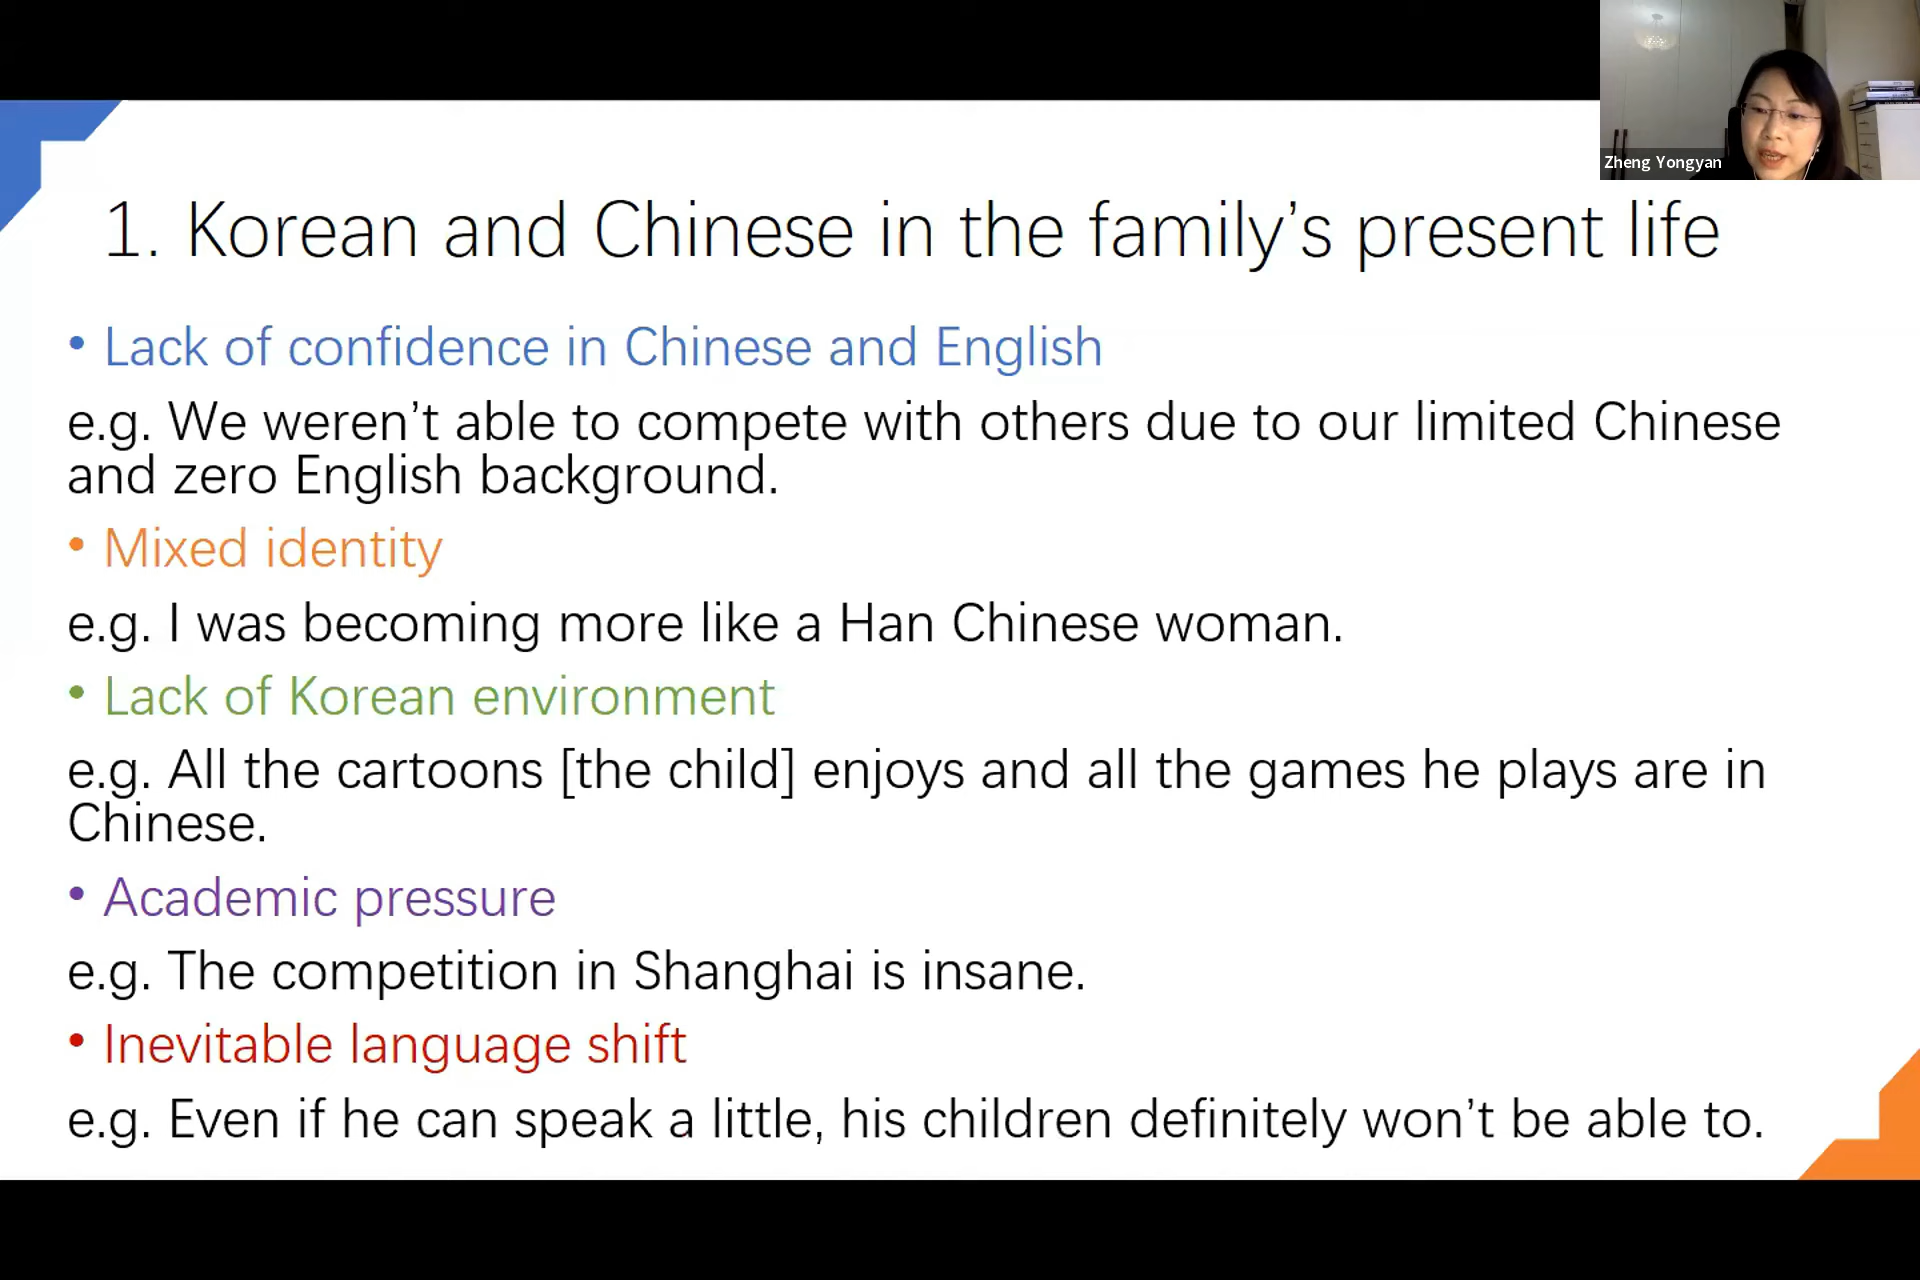 Zheng Yongyan
1. Korean and Chinese in the family’s present life
• Lack of confidence in Chinese and English
e.g. We weren’t able to compete with others due to our limited Chinese
and zero English background.
• Mixed identity
e.g. I was becoming more like a Han Chinese woman.
• Lack of Korean environment
e.g. All the cartoons [the child] enjoys and all the games he plays are in
Chinese.
• Academic pressure
e.g. The competition in Shanghai is insane.
• Inevitable language shift
e.g. Even if he can speak a little, his children definitely won’t be able to.